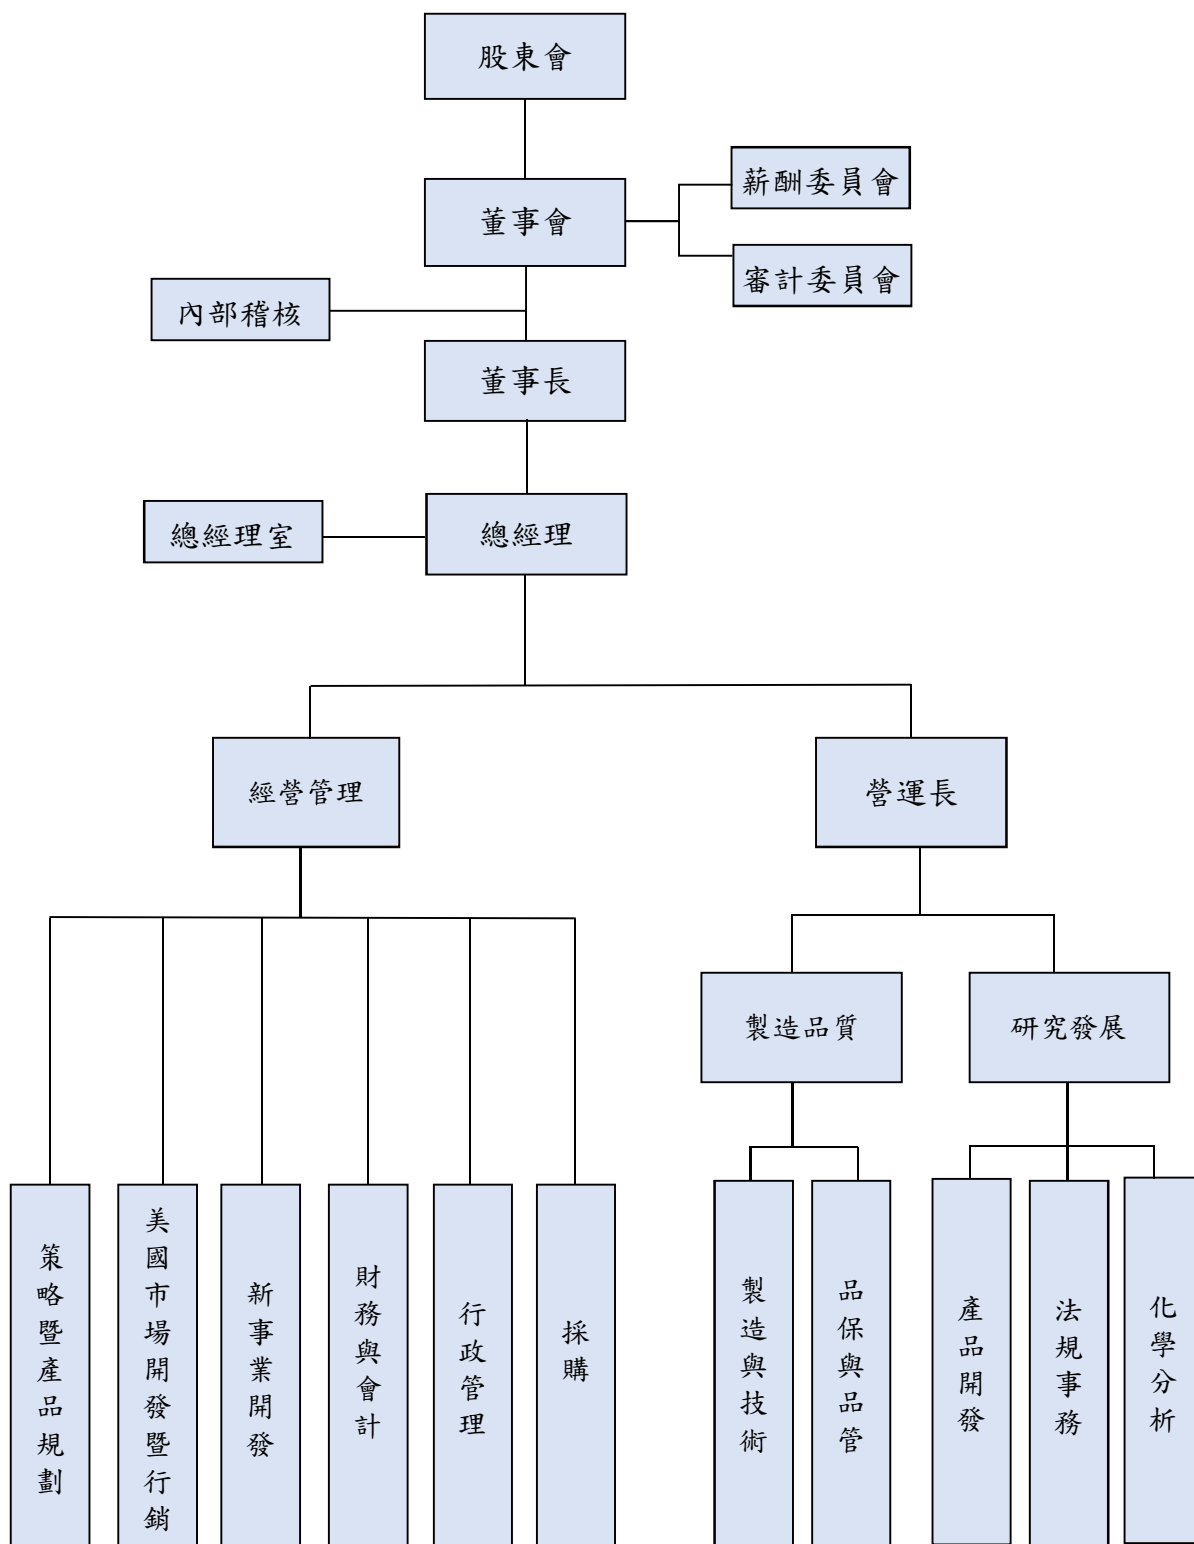 股東會
薪酬委員會
董事會
審計委員會
內部稽核
董事長
總經理室
總經理
經營管理
營運長
製造品質
研究發展
策略暨產品規劃
美國市場開發暨行銷
新事業開發
財務與會計
行政管理
採購
製造與技術
品保與品管
產品開發
法規事務
化學分析